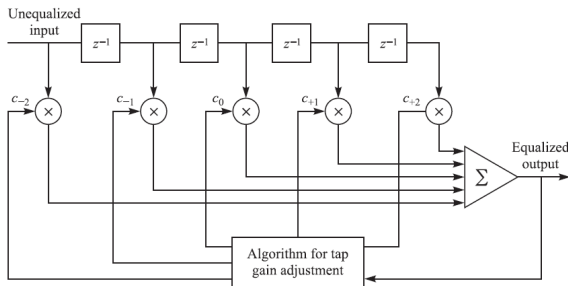 Unequalized
input
z⁻¹
z⁻¹
z⁻¹
z⁻¹
c₋₂
×
c₋₁
×
c₀
×
c₊₁
×
c₊₂
×
Σ
Equalized
output
Algorithm for tap
gain adjustment